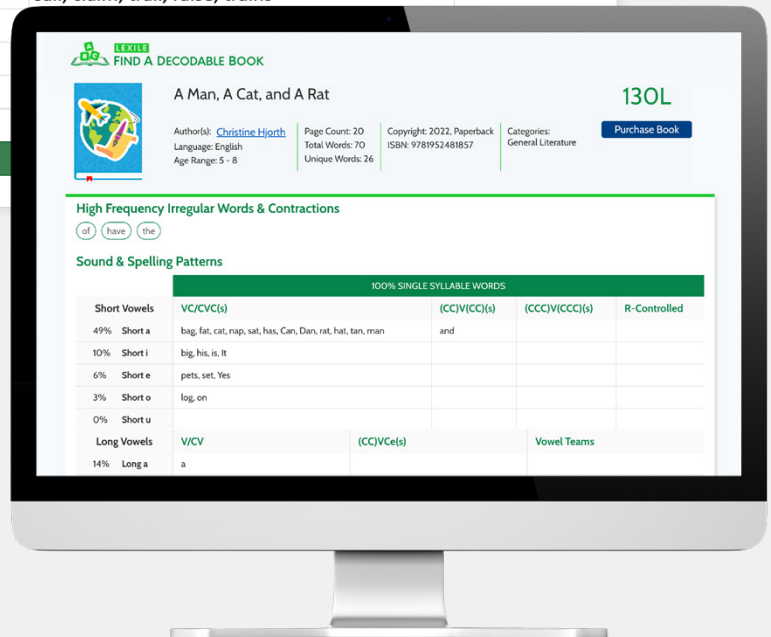 LEXILE
FIND A DECODABLE BOOK
A Man, A Cat, and A Rat
130L
Author(s): Christine Hjorth
Language: English
Age Range: 5 - 8
Page Count: 20
Total Words: 70
Unique Words: 26
Copyright: 2022, Paperback
ISBN: 9781952481857
Categories:
General Literature
Purchase Book
High Frequency Irregular Words & Contractions
of have the
Sound & Spelling Patterns
100% SINGLE SYLLABLE WORDS
Short Vowels VC/CVC(s) (CC)V(CC)(s) (CCC)V(CCC)(s) R-Controlled
49% Short a bag, fat, cat, nap, sat, has, Can, Dan, rat, hat, tan, man and
10% Short i big, his, is, It
6% Short e pets, set, Yes
3% Short o log, on
0% Short u
Long Vowels V/CV (CC)VCe(s) Vowel Teams
14% Long a a